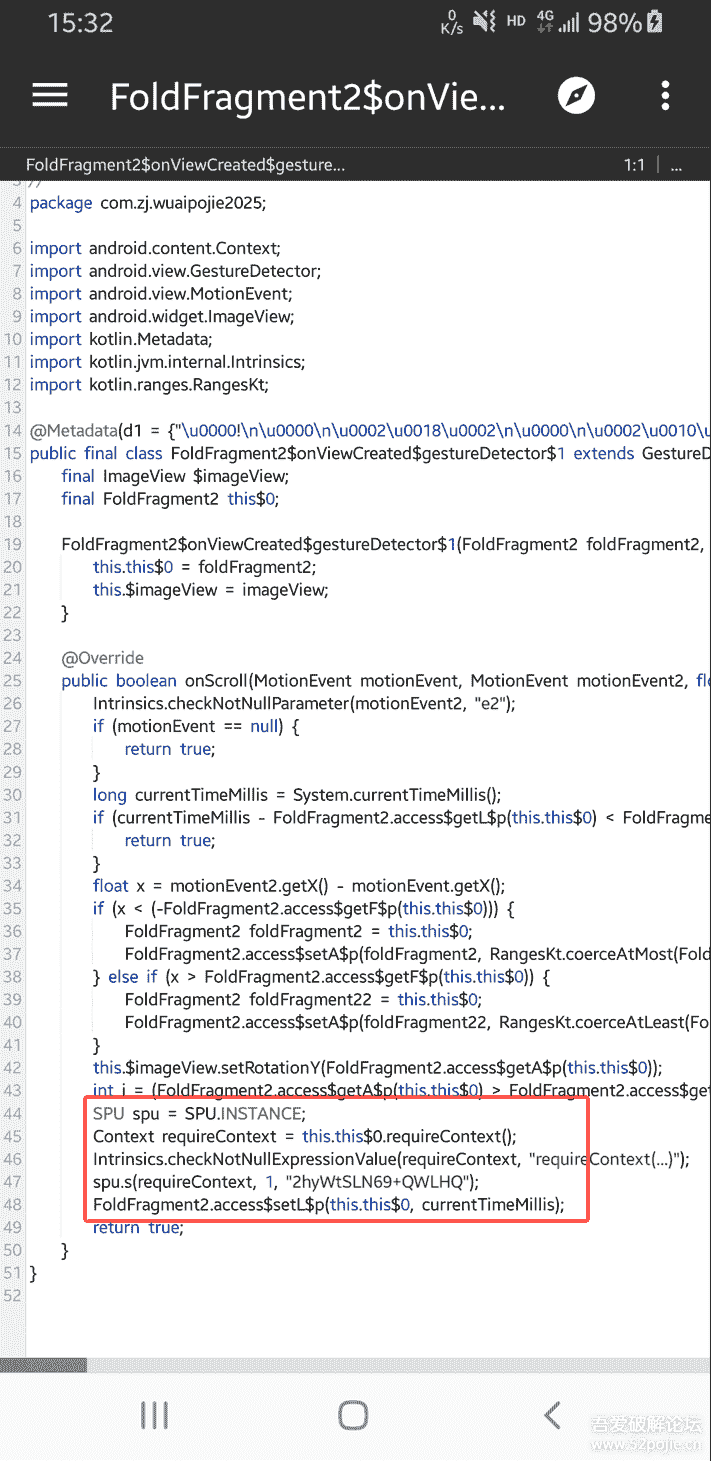 15:32
0 K/s HD 4G 98%
FoldFragment2$onVie...
FoldFragment2$onViewCreated$gesture... 1:1 ...
3 //
4 package com.zj.wuaipojie2025;
5
6 import android.content.Context;
7 import android.view.GestureDetector;
8 import android.view.MotionEvent;
9 import android.widget.ImageView;
10 import kotlin.Metadata;
11 import kotlin.jvm.internal.Intrinsics;
12 import kotlin.ranges.RangesKt;
13
14 @Metadata(d1 = {"\u0000!\n\u0000\n\u0002\u0018\u0002\n\u0000\n\u0002\u0010\u
15 public final class FoldFragment2$onViewCreated$gestureDetector$1 extends GestureD
16 final ImageView $imageView;
17 final FoldFragment2 this$0;
18
19 FoldFragment2$onViewCreated$gestureDetector$1(FoldFragment2 foldFragment2,
20 this.this$0 = foldFragment2;
21 this.$imageView = imageView;
22 }
23
24 @Override
25 public boolean onScroll(MotionEvent motionEvent, MotionEvent motionEvent2, flo
26 Intrinsics.checkNotNullParameter(motionEvent2, "e2");
27 if (motionEvent == null) {
28 return true;
29 }
30 long currentTimeMillis = System.currentTimeMillis();
31 if (currentTimeMillis - FoldFragment2.access$getL$p(this.this$0) < FoldFragme
32 return true;
33 }
34 float x = motionEvent2.getX() - motionEvent.getX();
35 if (x < (-FoldFragment2.access$getF$p(this.this$0))) {
36 FoldFragment2 foldFragment2 = this.this$0;
37 FoldFragment2.access$setA$p(foldFragment2, RangesKt.coerceAtMost(Fold
38 } else if (x > FoldFragment2.access$getF$p(this.this$0)) {
39 FoldFragment2 foldFragment22 = this.this$0;
40 FoldFragment2.access$setA$p(foldFragment22, RangesKt.coerceAtLeast(Fo
41 }
42 this.$imageView.setRotationY(FoldFragment2.access$getA$p(this.this$0));
43 int i = (FoldFragment2.access$getA$p(this.this$0) > FoldFragment2.access$get
44 SPU spu = SPU.INSTANCE;
45 Context requireContext = this.this$0.requireContext();
46 Intrinsics.checkNotNullExpressionValue(requireContext, "requireContext(...)");
47 spu.s(requireContext, 1, "2hyWtSLN69+QWLHQ");
48 FoldFragment2.access$setL$p(this.this$0, currentTimeMillis);
49 return true;
50 }
51 }
52
吾爱破解论坛
www.52pojie.cn